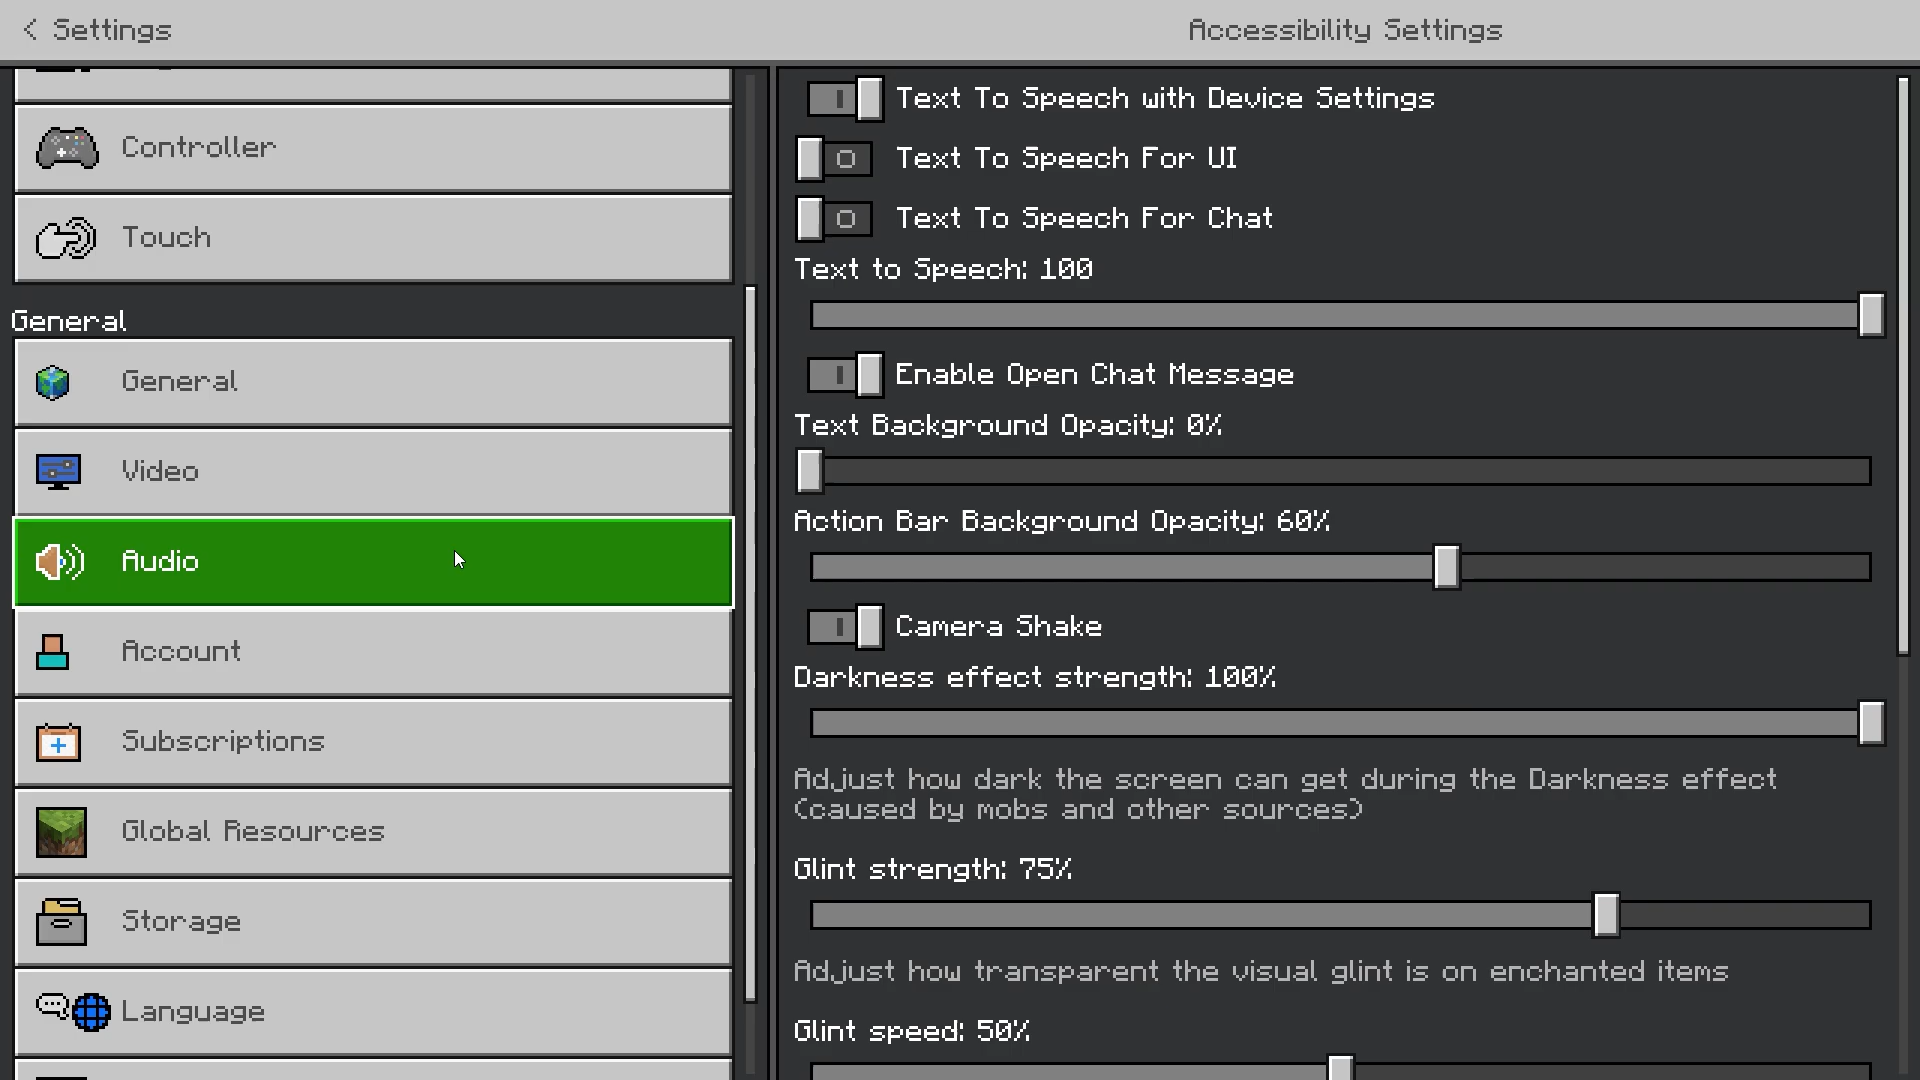 Settings
Accessibility Settings
Controller
Touch
General
General
Video
Audio
Account
Subscriptions
Global Resources
Storage
Language
Text To Speech with Device Settings
Text To Speech For UI
Text To Speech For Chat
Text to Speech: 100
Enable Open Chat Message
Text Background Opacity: 0%
Action Bar Background Opacity: 60%
Camera Shake
Darkness effect strength: 100%
Adjust how dark the screen can get during the Darkness effect
(caused by mobs and other sources)
Glint strength: 75%
Adjust how transparent the visual glint is on enchanted items
Glint speed: 50%